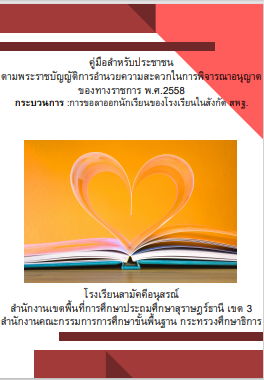 คู่มือสำหรับประชาชน
ตามพระราชบัญญัติการอำนวยความสะดวกในการพิจารณาอนุญาต
ของทางราชการ พ.ศ.2558
กระบวนการ :การขอลาออกนักเรียนของโรงเรียนในสังกัด สพฐ.
โรงเรียนสามัคคีอนุสรณ์
สำนักงานเขตพื้นที่การศึกษาประถมศึกษาสุราษฎร์ธานี เขต 3
สำนักงานคณะกรรมการการศึกษาขั้นพื้นฐาน กระทรวงศึกษาธิการ